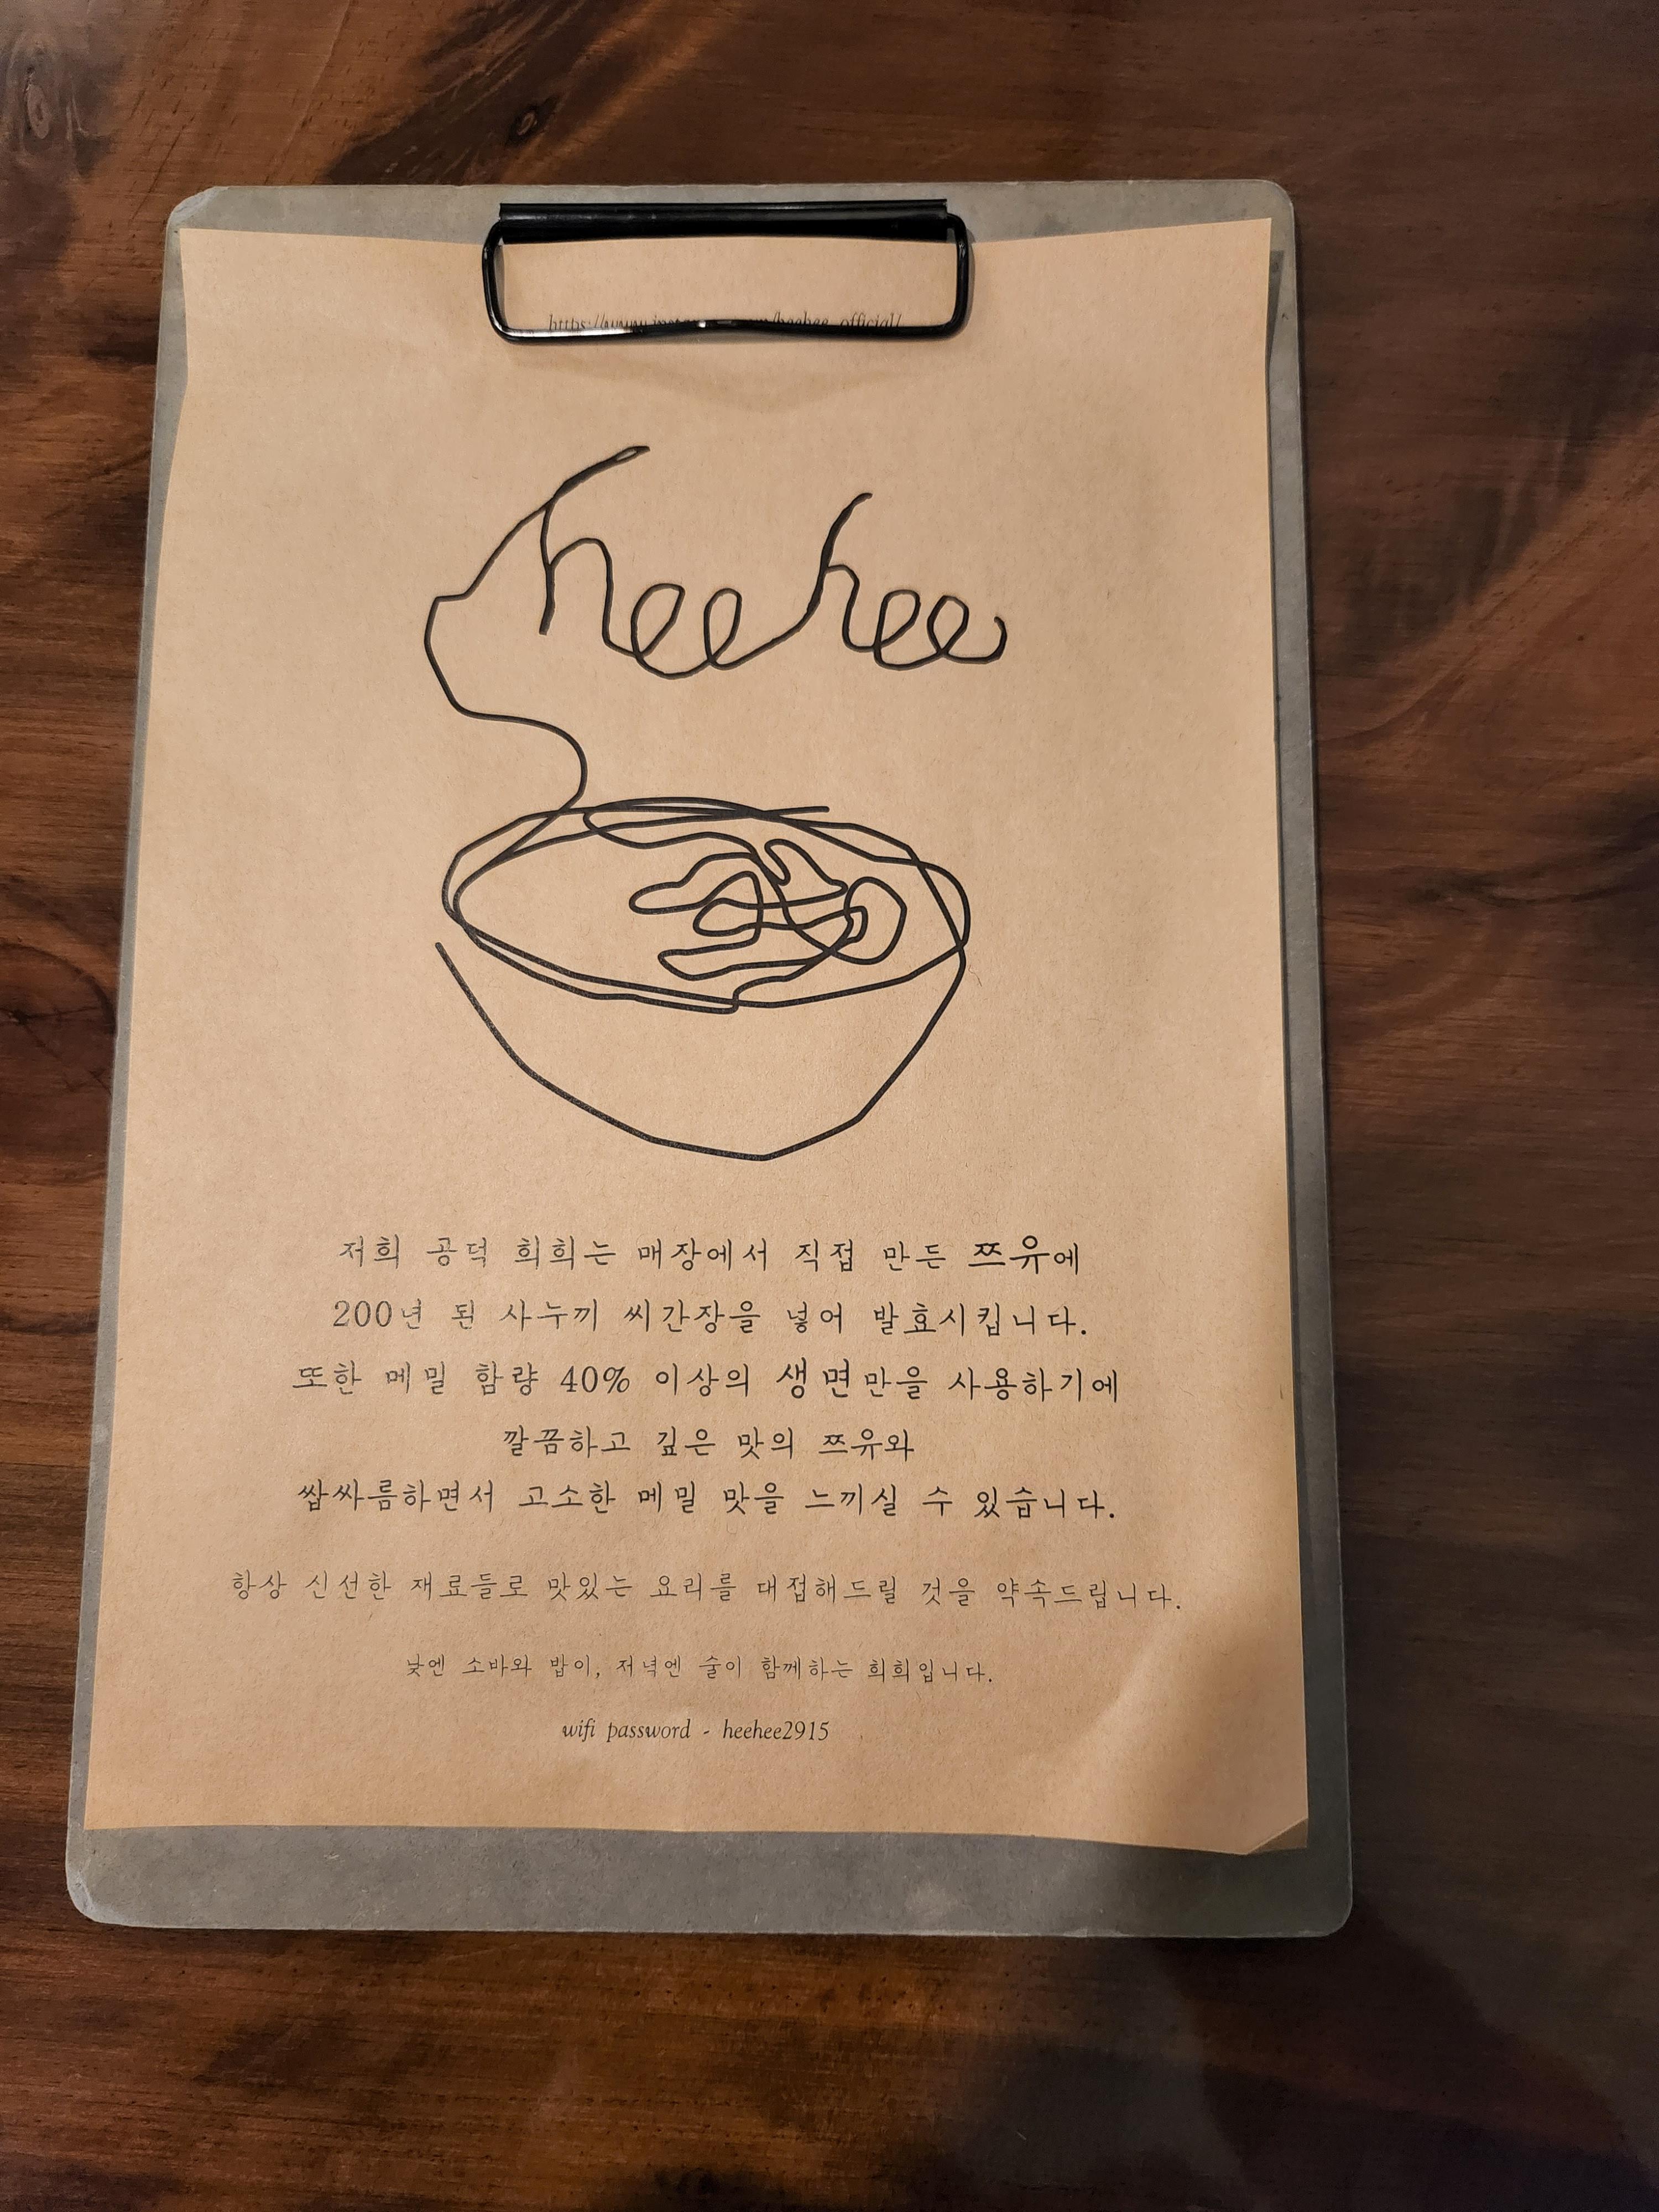 heehee
저희 공덕 희희는 매장에서 직접 만든 쯔유에
200년 된 사누끼 씨간장을 넣어 발효시킵니다.
또한 메밀 함량 40% 이상의 생면만을 사용하기에
깔끔하고 깊은 맛의 쯔유와
쌉싸름하면서 고소한 메밀 맛을 느끼실 수 있습니다.
항상 신선한 재료들로 맛있는 요리를 대접해드릴 것을 약속드립니다.
낮엔 소바와 밥이, 저녁엔 술이 함께하는 희희입니다.
wifi password - heehee2915